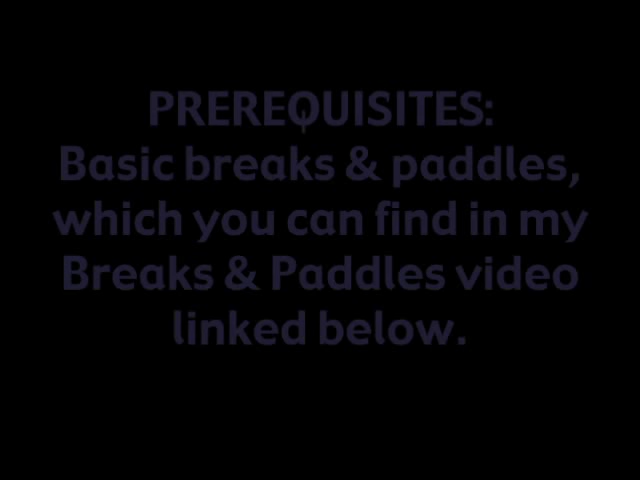 PREREQUISITES:
Basic breaks & paddles,
which you can find in my
Breaks & Paddles video
linked below.